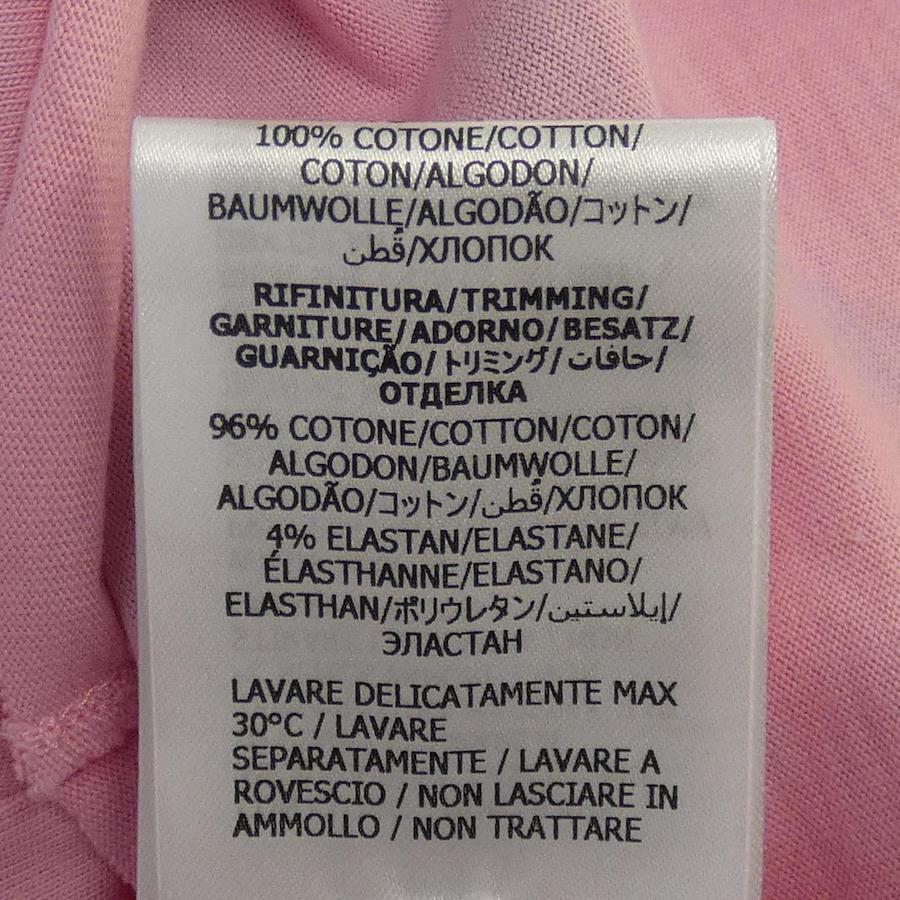 100% COTONE/COTTON/
COTON/ALGODON/
BAUMWOLLE/ALGODÃO/コットン/
قُطن/ХЛОПОК
RIFINITURA/TRIMMING/
GARNITURE/ADORNO/BESATZ/
GUARNIÇÃO/トリミング/حافات/
ОТДЕЛКА
96% COTONE/COTTON/COTON/
ALGODON/BAUMWOLLE/
ALGODÃO/コットン/قُطن/ХЛОПОК
4% ELASTAN/ELASTANE/
ÉLASTHANNE/ELASTANO/
ELASTHAN/ポリウレタン/إيلاستين/
ЭЛАСТАН
LAVARE DELICATAMENTE MAX
30°C / LAVARE
SEPARATAMENTE / LAVARE A
ROVESCIO / NON LASCIARE IN
AMMOLLO / NON TRATTARE